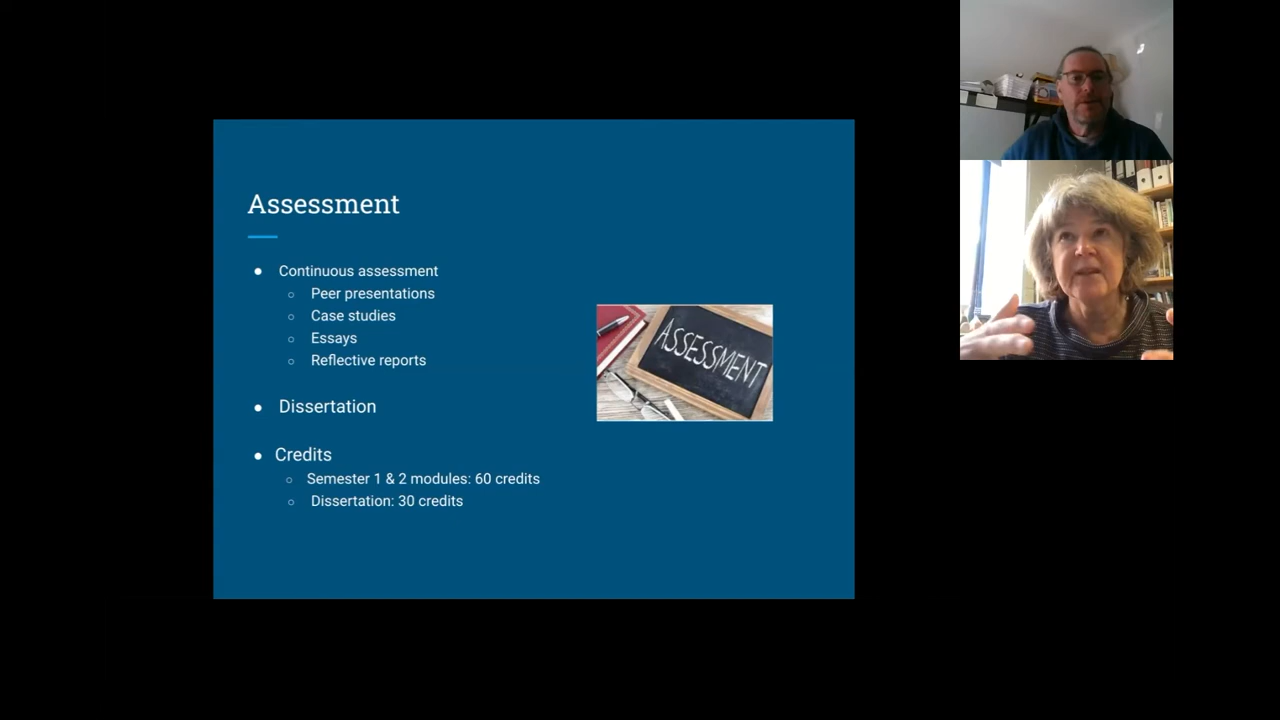 Assessment
● Continuous assessment
○ Peer presentations
○ Case studies
○ Essays
○ Reflective reports
● Dissertation
● Credits
○ Semester 1 & 2 modules: 60 credits
○ Dissertation: 30 credits
ASSESSMENT